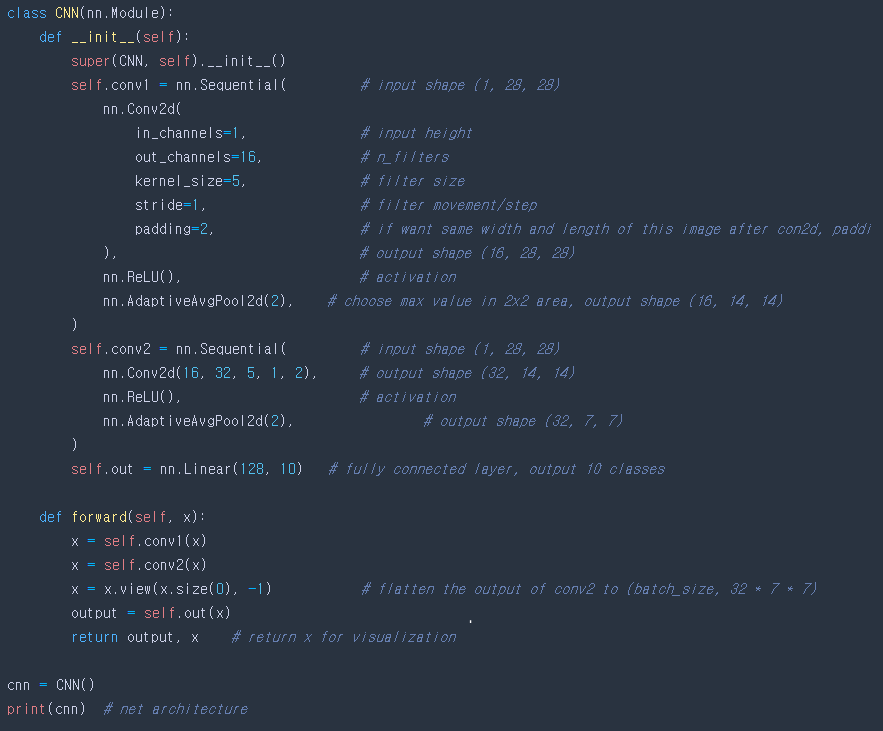 class CNN(nn.Module):
    def __init__(self):
        super(CNN, self).__init__()
        self.conv1 = nn.Sequential(         # input shape (1, 28, 28)
            nn.Conv2d(
                in_channels=1,              # input height
                out_channels=16,            # n_filters
                kernel_size=5,              # filter size
                stride=1,                   # filter movement/step
                padding=2,                  # if want same width and length of this image after con2d, paddi
            ),                              # output shape (16, 28, 28)
            nn.ReLU(),                      # activation
            nn.AdaptiveAvgPool2d(2),    # choose max value in 2x2 area, output shape (16, 14, 14)
        )
        self.conv2 = nn.Sequential(         # input shape (1, 28, 28)
            nn.Conv2d(16, 32, 5, 1, 2),     # output shape (32, 14, 14)
            nn.ReLU(),                      # activation
            nn.AdaptiveAvgPool2d(2),                # output shape (32, 7, 7)
        )
        self.out = nn.Linear(128, 10)   # fully connected layer, output 10 classes
    def forward(self, x):
        x = self.conv1(x)
        x = self.conv2(x)
        x = x.view(x.size(0), -1)           # flatten the output of conv2 to (batch_size, 32 * 7 * 7)
        output = self.out(x)
        return output, x    # return x for visualization
cnn = CNN()
print(cnn)  # net architecture